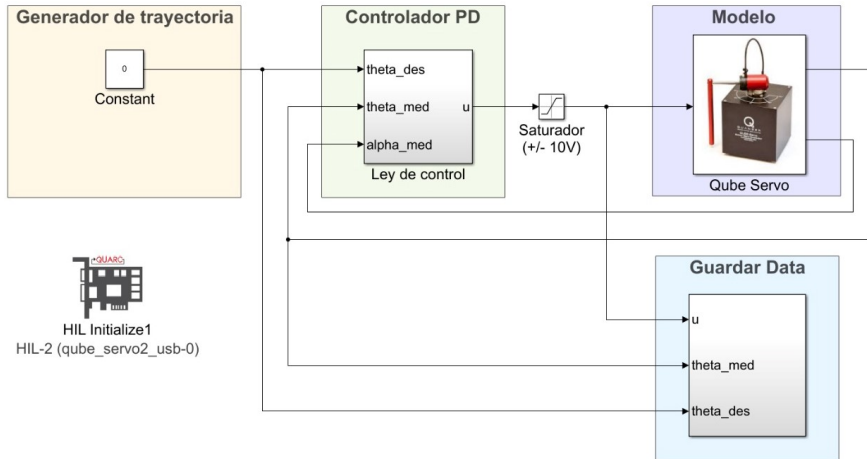 Generador de trayectoria
0
Constant
Controlador PD
theta_des
theta_med
alpha_med
u
Ley de control
Saturador
(+/- 10V)
Modelo
Qube Servo
QUARC
HIL Initialize1
HIL-2 (qube_servo2_usb-0)
Guardar Data
u
theta_med
theta_des